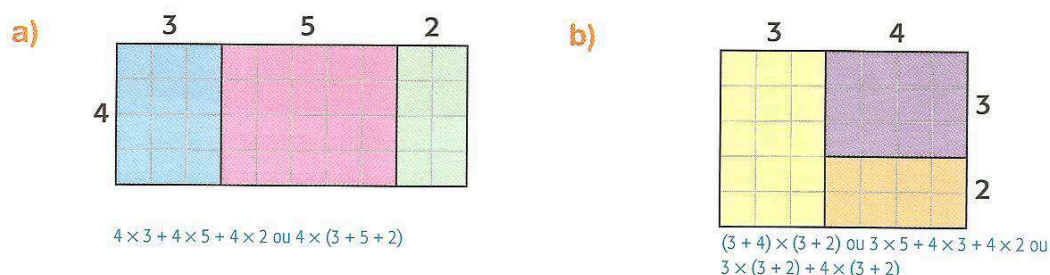 a)
3 5 2
4
4 × 3 + 4 × 5 + 4 × 2 ou 4 × (3 + 5 + 2)
b)
3 4
3
2
(3 + 4) × (3 + 2) ou 3 × 5 + 4 × 3 + 4 × 2 ou
3 × (3 + 2) + 4 × (3 + 2)